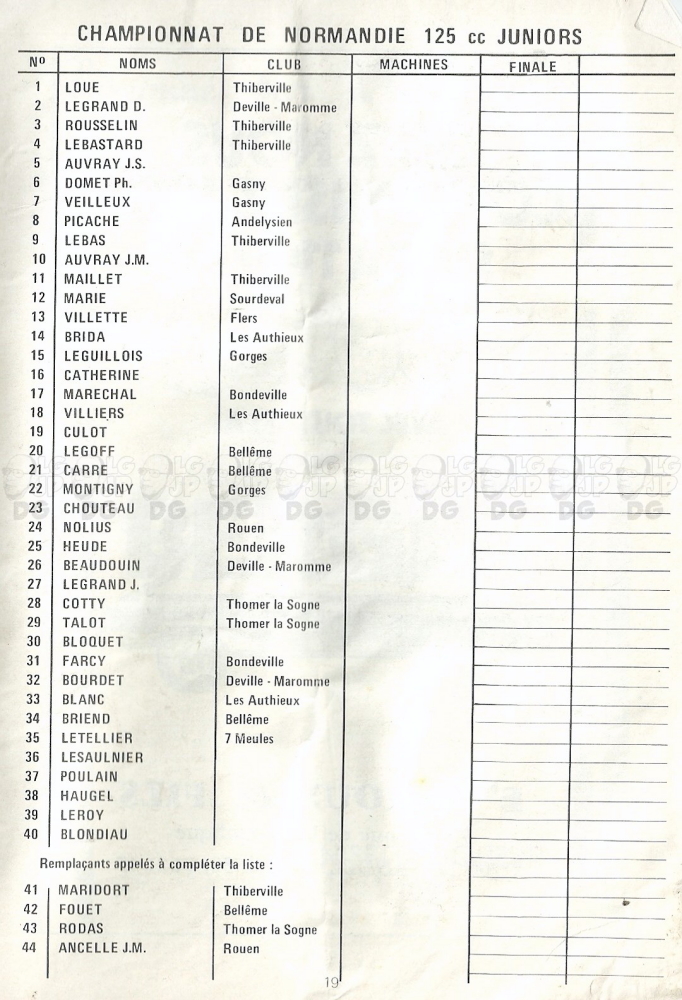 CHAMPIONNAT DE NORMANDIE 125 cc JUNIORS
Nº NOMS CLUB MACHINES FINALE
1 LOUE Thiberville
2 LEGRAND D. Deville - Maromme
3 ROUSSELIN Thiberville
4 LEBASTARD Thiberville
5 AUVRAY J.S.
6 DOMET Ph. Gasny
7 VEILLEUX Gasny
8 PICACHE Andelysien
9 LEBAS Thiberville
10 AUVRAY J.M.
11 MAILLET Thiberville
12 MARIE Sourdeval
13 VILLETTE Flers
14 BRIDA Les Authieux
15 LEGUILLOIS Gorges
16 CATHERINE
17 MARECHAL Bondeville
18 VILLIERS Les Authieux
19 CULOT
20 LEGOFF Bellême
21 CARRE Bellême
22 MONTIGNY Gorges
23 CHOUTEAU
24 NOLIUS Rouen
25 HEUDE Bondeville
26 BEAUDOUIN Deville - Maromme
27 LEGRAND J.
28 COTTY Thomer la Sogne
29 TALOT Thomer la Sogne
30 BLOQUET
31 FARCY Bondeville
32 BOURDET Deville - Maromme
33 BLANC Les Authieux
34 BRIEND Bellême
35 LETELLIER 7 Meules
36 LESAULNIER
37 POULAIN
38 HAUGEL
39 LEROY
40 BLONDIAU
Remplaçants appelés à compléter la liste :
41 MARIDORT Thiberville
42 FOUET Bellême
43 RODAS Thomer la Sogne
44 ANCELLE J.M. Rouen
19